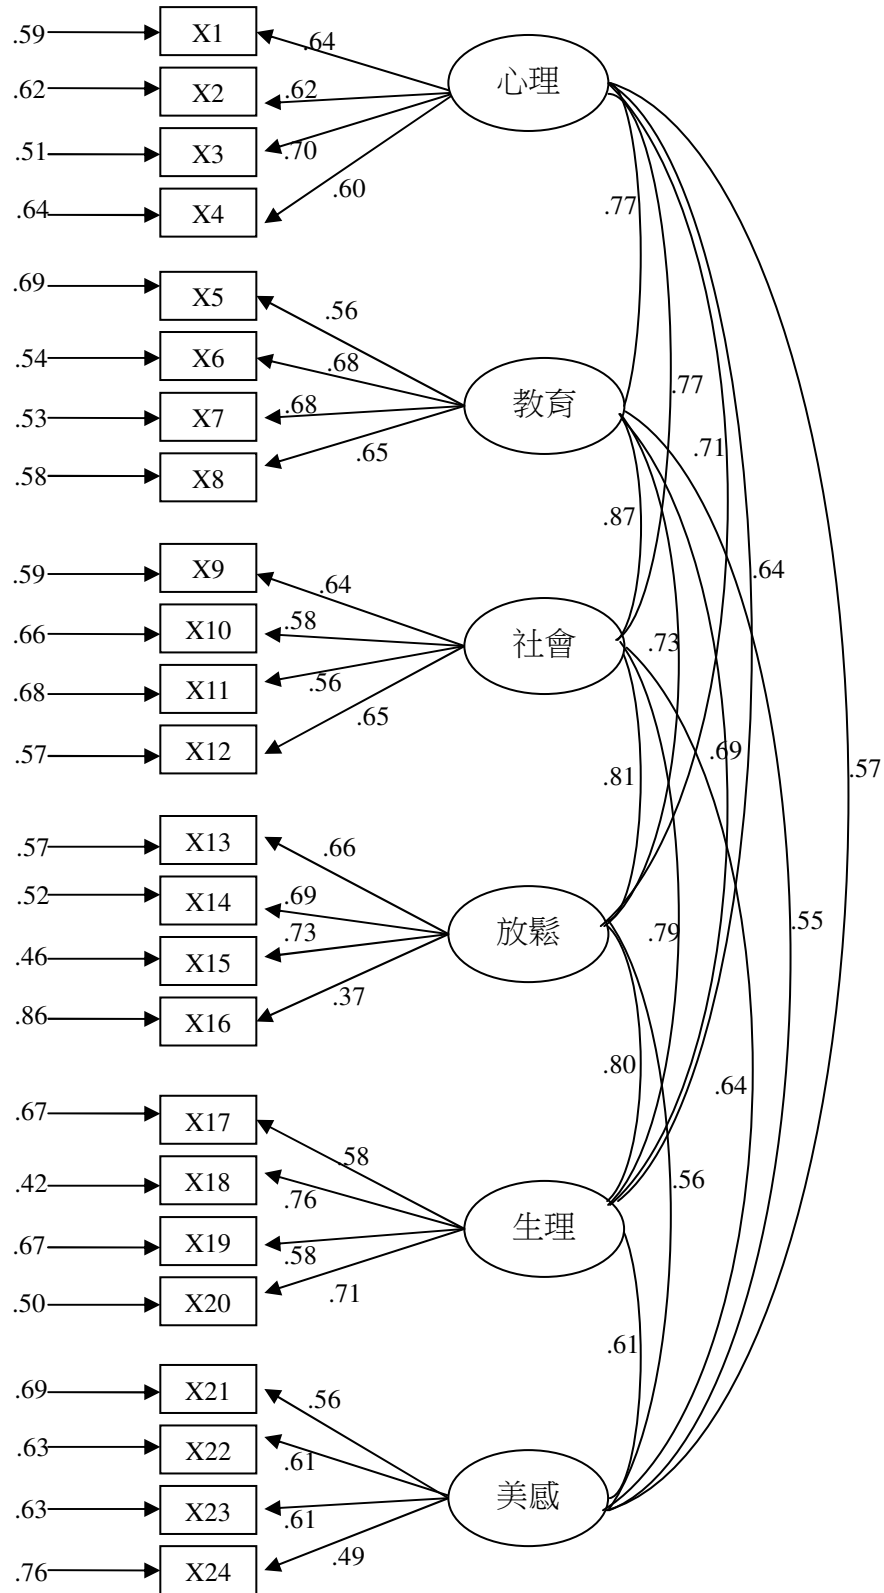 .59 X1 .64
.62 X2 .62
.51 X3 .70
.64 X4 .60
心理
.77
.69 X5 .56
.54 X6 .68
.53 X7 .68
.58 X8 .65
教育
.77
.71
.87
.59 X9 .64
.66 X10 .58
.68 X11 .56
.57 X12 .65
社會
.64
.73
.69
.81
.57
.57 X13 .66
.52 X14 .69
.46 X15 .73
.86 X16 .37
放鬆
.79
.55
.80
.64
.67 X17 .58
.42 X18 .76
.67 X19 .58
.50 X20 .71
生理
.56
.61
.69 X21 .56
.63 X22 .61
.63 X23 .61
.76 X24 .49
美感